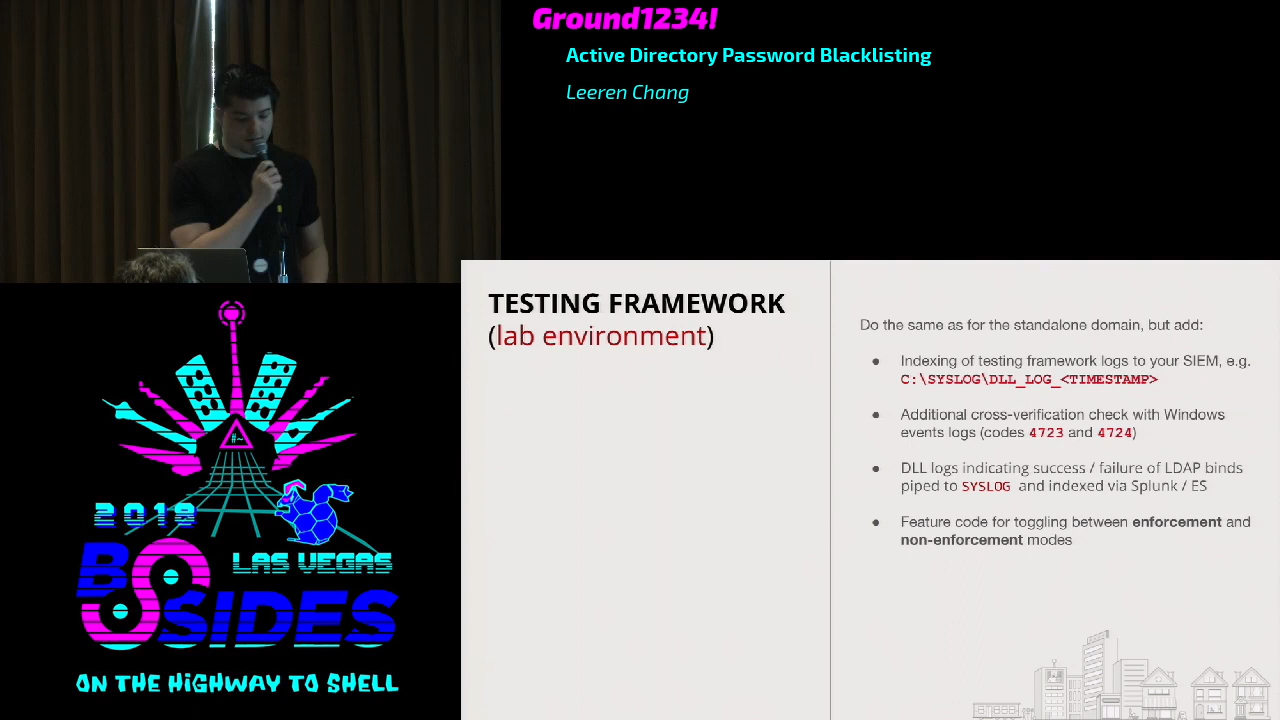 Ground1234!
Active Directory Password Blacklisting
Leeren Chang
TESTING FRAMEWORK
(lab environment)
Do the same as for the standalone domain, but add:
● Indexing of testing framework logs to your SIEM, e.g.
C:\SYSLOG\DLL_LOG_<TIMESTAMP>
● Additional cross-verification check with Windows
events logs (codes 4723 and 4724)
● DLL logs indicating success / failure of LDAP binds
piped to SYSLOG and indexed via Splunk / ES
● Feature code for toggling between enforcement and
non-enforcement modes
#~
2019
LAS VEGAS
BSIDES
ON THE HIGHWAY TO SHELL